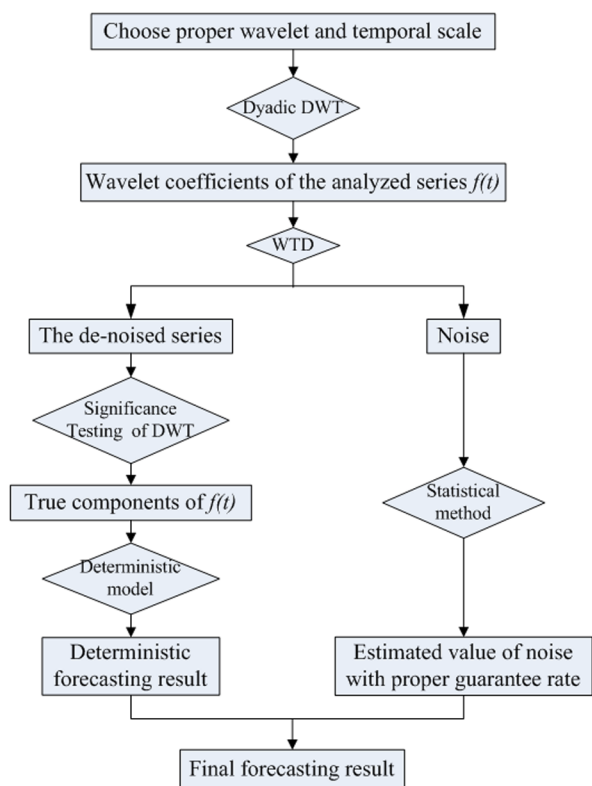 Choose proper wavelet and temporal scale
Dyadic DWT
Wavelet coefficients of the analyzed series f(t)
WTD
The de-noised series
Noise
Significance
Testing of DWT
Statistical
method
True components of f(t)
Deterministic
model
Deterministic
forecasting result
Estimated value of noise
with proper guarantee rate
Final forecasting result